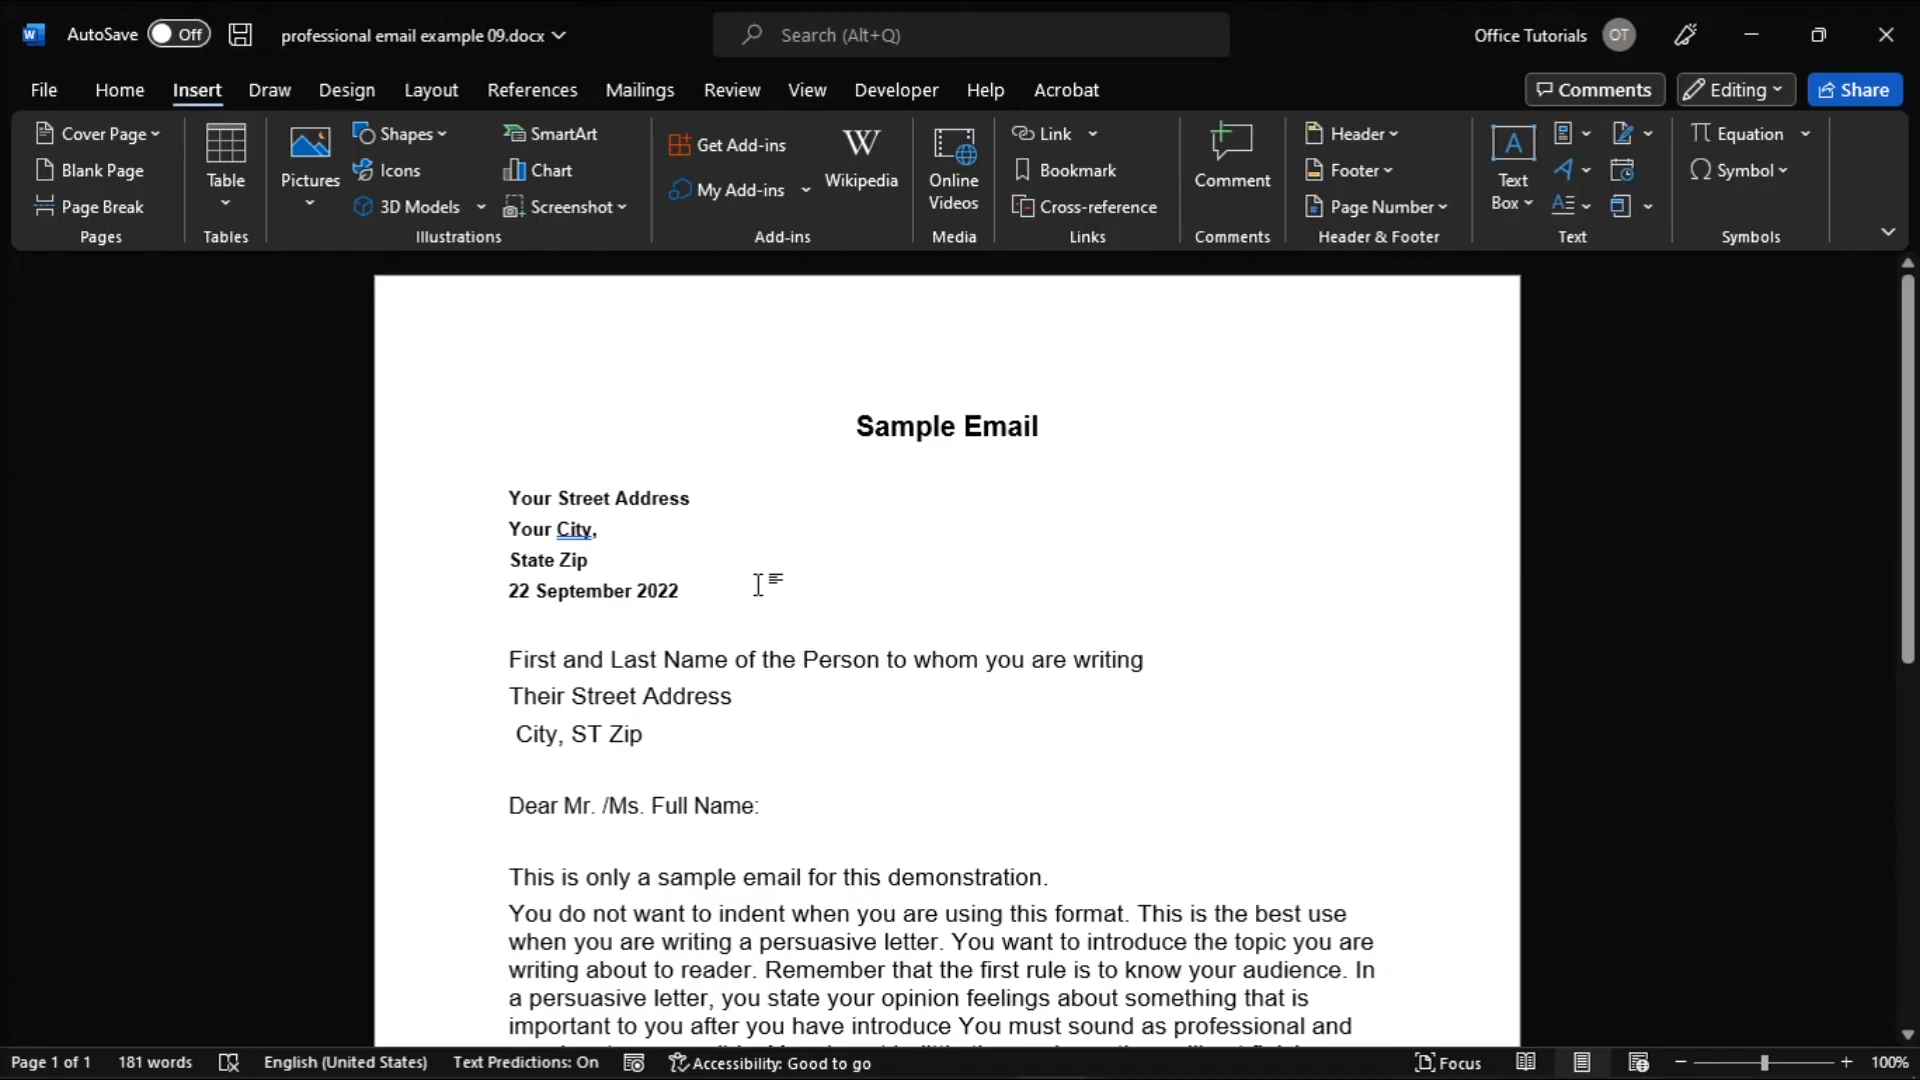 AutoSave Off professional email example 09.docx Search (Alt+Q) Office Tutorials OT
File Home Insert Draw Design Layout References Mailings Review View Developer Help Acrobat Comments Editing Share
Cover Page
Blank Page
Page Break
Pages
Table
Tables
Pictures
Shapes
Icons
3D Models
SmartArt
Chart
Screenshot
Illustrations
Get Add-ins
My Add-ins
Wikipedia
Add-ins
Online
Videos
Media
Link
Bookmark
Cross-reference
Links
Comment
Comments
Header
Footer
Page Number
Header & Footer
Text
Box
Text
Equation
Symbol
Symbols
Sample Email
Your Street Address
Your City,
State Zip
22 September 2022
First and Last Name of the Person to whom you are writing
Their Street Address
City, ST Zip
Dear Mr. /Ms. Full Name:
This is only a sample email for this demonstration.
You do not want to indent when you are using this format. This is the best use
when you are writing a persuasive letter. You want to introduce the topic you are
writing about to reader. Remember that the first rule is to know your audience. In
a persuasive letter, you state your opinion feelings about something that is
important to you after you have introduce You must sound as professional and
Page 1 of 1 181 words English (United States) Text Predictions: On Accessibility: Good to go Focus 100%